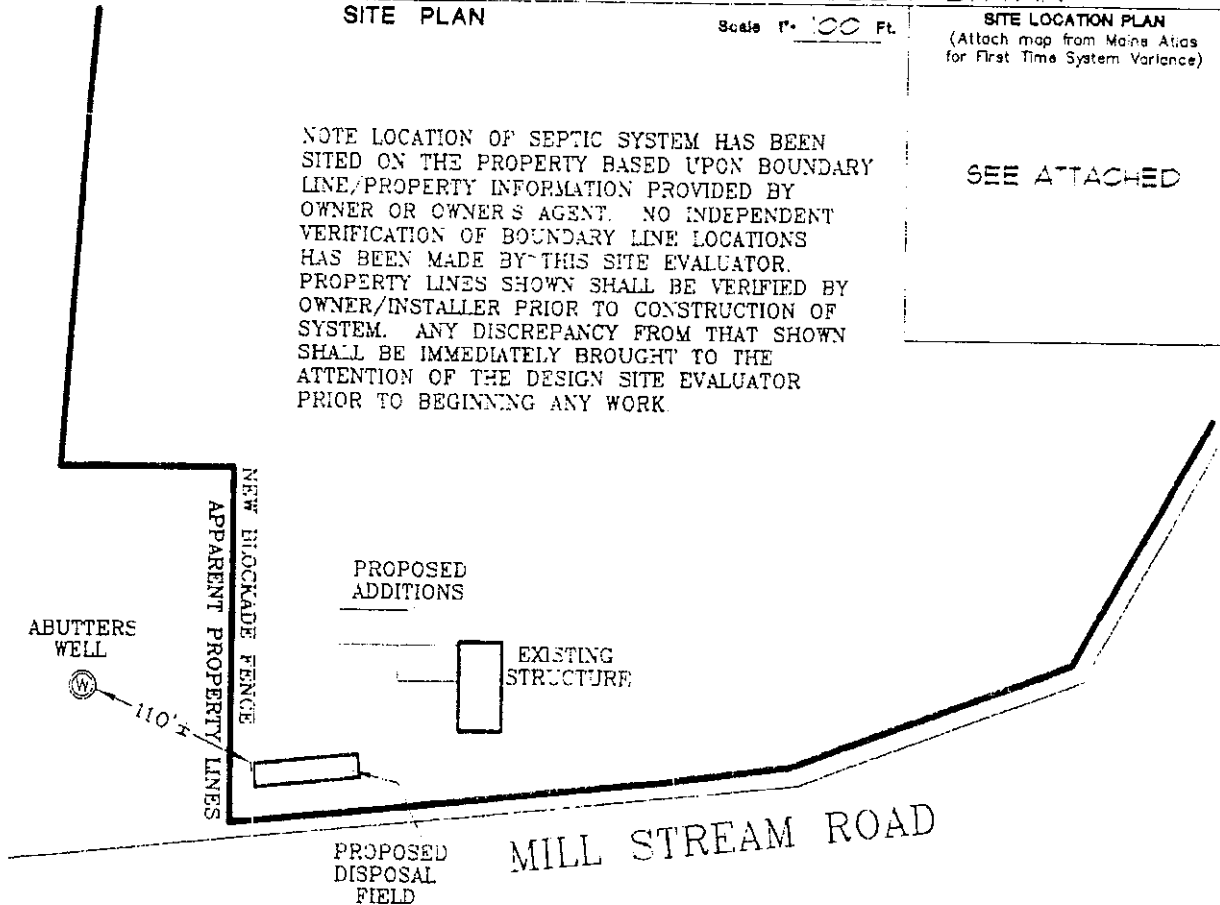 SITE PLAN
Scale 1"= 100 Ft.
SITE LOCATION PLAN
(Attach map from Maine Atlas
for First Time System Variance)
SEE ATTACHED
NOTE LOCATION OF SEPTIC SYSTEM HAS BEEN
SITED ON THE PROPERTY BASED UPON BOUNDARY
LINE/PROPERTY INFORMATION PROVIDED BY
OWNER OR OWNERS AGENT. NO INDEPENDENT
VERIFICATION OF BOUNDARY LINE LOCATIONS
HAS BEEN MADE BY THIS SITE EVALUATOR.
PROPERTY LINES SHOWN SHALL BE VERIFIED BY
OWNER/INSTALLER PRIOR TO CONSTRUCTION OF
SYSTEM. ANY DISCREPANCY FROM THAT SHOWN
SHALL BE IMMEDIATELY BROUGHT TO THE
ATTENTION OF THE DESIGN SITE EVALUATOR
PRIOR TO BEGINNING ANY WORK.
NEW BLOCKADE FENCE
APPARENT PROPERTY LINES
PROPOSED
ADDITIONS
ABUTTERS
WELL
W
110'±
EXISTING
STRUCTURE
PROPOSED
DISPOSAL
FIELD
MILL STREAM ROAD